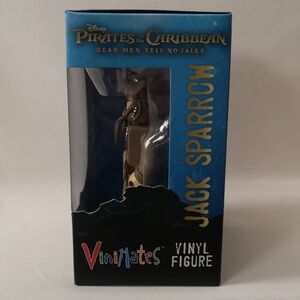 Disney
PIRATES OF THE CARIBBEAN
DEAD MEN TELL NO TALES
JACK SPARROW
ViniMates
VINYL
FIGURE